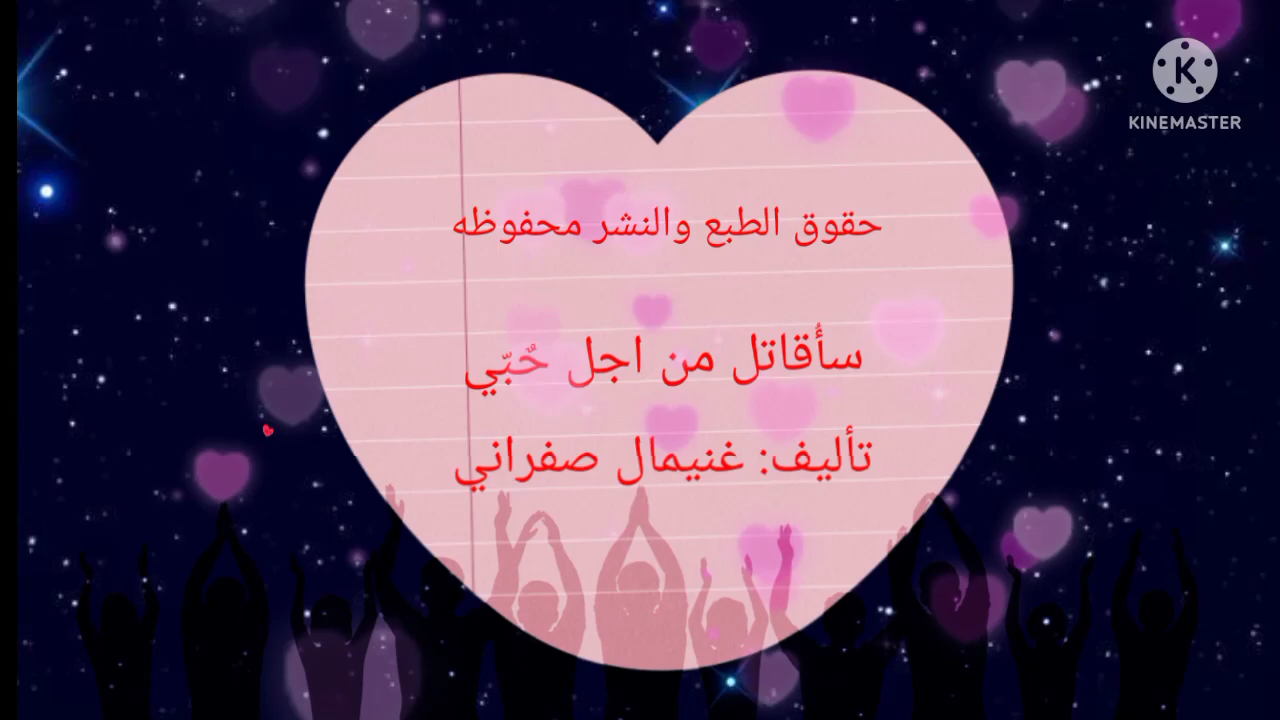 KINEMASTER
حقوق الطبع والنشر محفوظه
سأُقاتل من اجل حٌبّي
تأليف: غنيمال صفراني